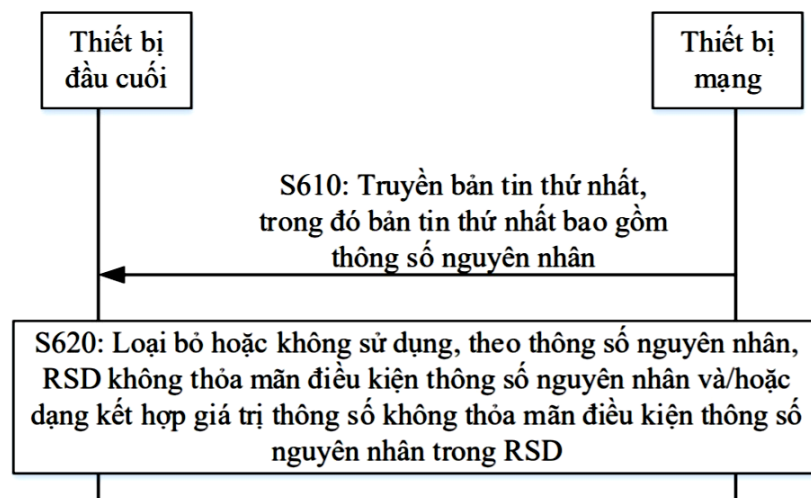 Thiết bị
đầu cuối
Thiết bị
mạng
S610: Truyền bản tin thứ nhất,
trong đó bản tin thứ nhất bao gồm
thông số nguyên nhân
S620: Loại bỏ hoặc không sử dụng, theo thông số nguyên nhân,
RSD không thỏa mãn điều kiện thông số nguyên nhân và/hoặc
dạng kết hợp giá trị thông số không thỏa mãn điều kiện thông số
nguyên nhân trong RSD